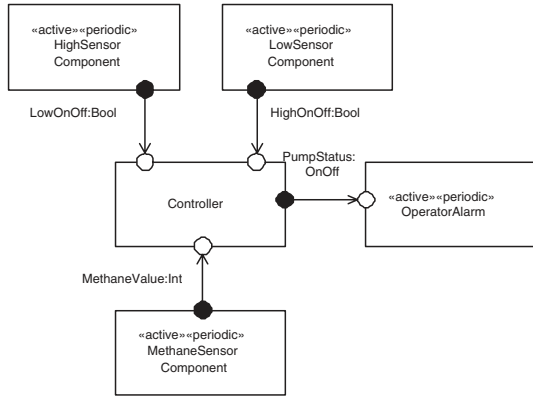 «active»«periodic»
HighSensor
Component
«active»«periodic»
LowSensor
Component
LowOnOff:Bool
HighOnOff:Bool
PumpStatus:
OnOff
Controller
«active»«periodic»
OperatorAlarm
MethaneValue:Int
«active»«periodic»
MethaneSensor
Component